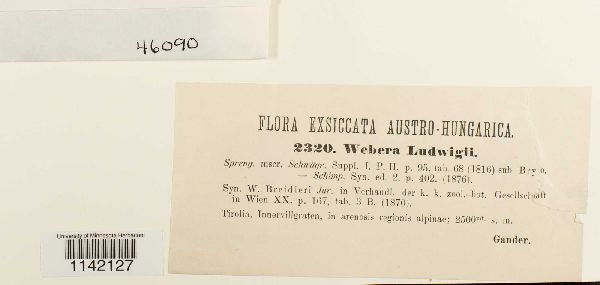 46090
FLORA EXSICCATA AUSTRO-HUNGARICA.
2320. Webera Ludwigii.
Spreng. mscr. Schwägr. Suppl. I. P. II. p. 95, tab. 68 (1816) sub Bryo.
— Schimp. Syn. ed. 2. p. 402. (1876).
Syn. W. Breidleri Jur. in Verhandl. der k. k. zool.-bot. Gesellschaft
in Wien XX. p. 167, tab. 3 B. (1870).
Tirolia. Innervillgraten, in arenosis regionis alpinae; 2500mt. s. m.
Gander.
University of Minnesota Herbarium
1142127